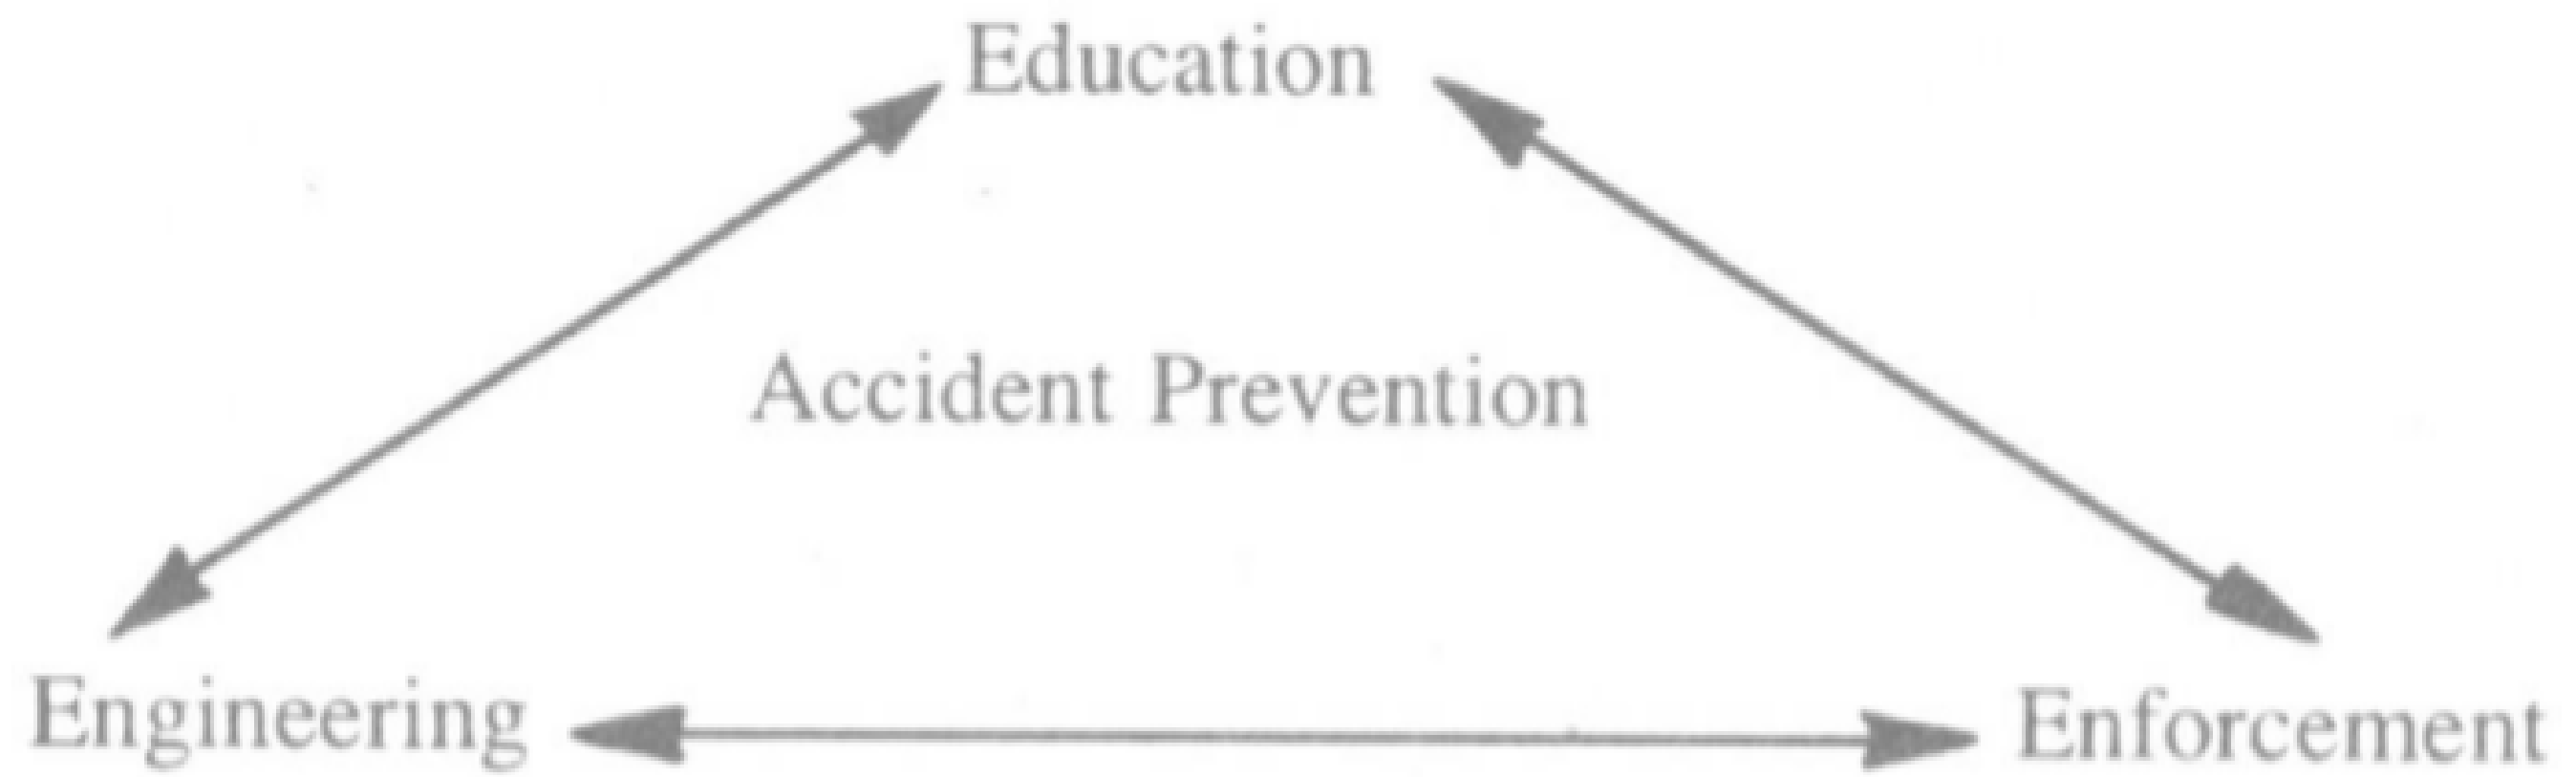 Education
Accident Prevention
Engineering
Enforcement